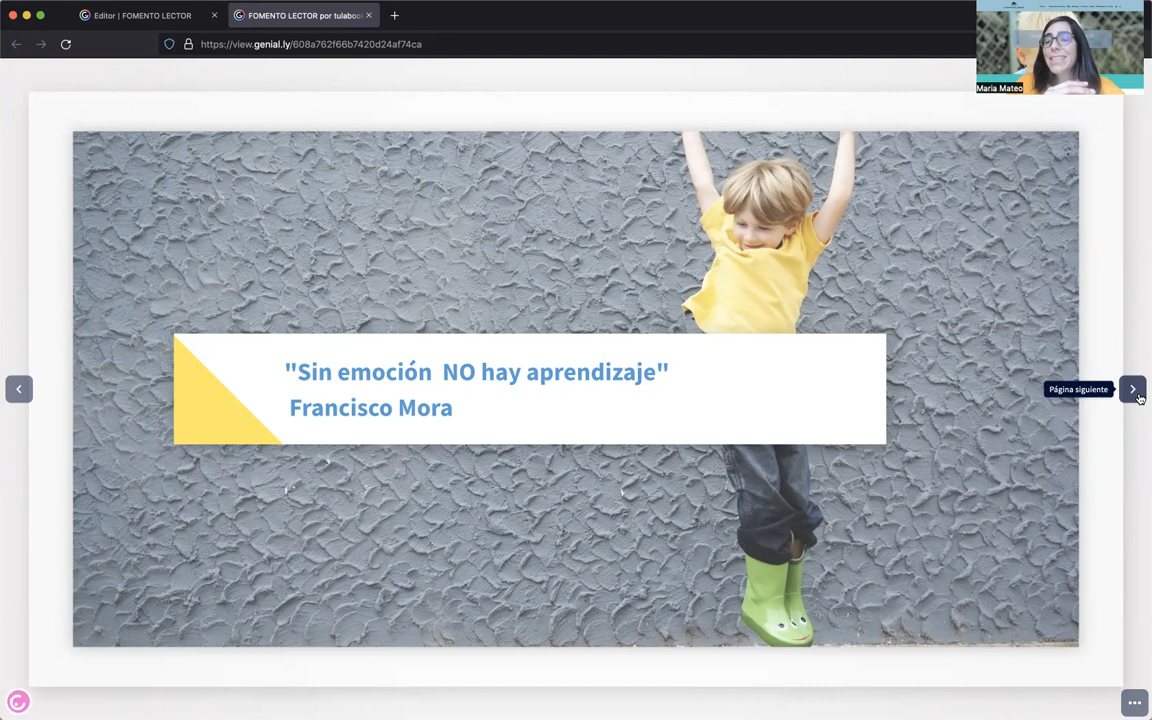 Editor | FOMENTO LECTOR
FOMENTO LECTOR por tulaboo
https://view.genial.ly/608a762f66b7420d24af74ca
Maria Mateo
"Sin emoción NO hay aprendizaje"
Francisco Mora
Página siguiente